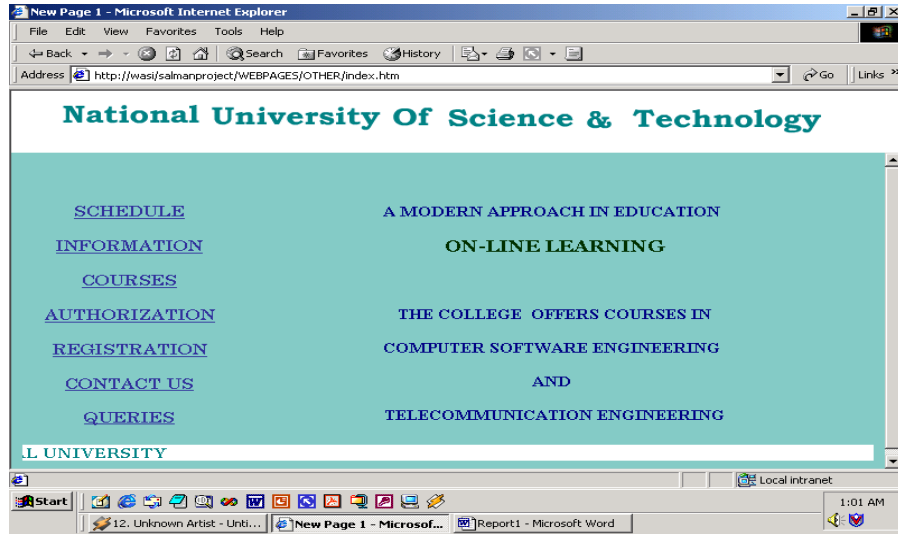 New Page 1 - Microsoft Internet Explorer
File Edit View Favorites Tools Help
Back Search Favorites History
Address http://wasi/salmanproject/WEBPAGES/OTHER/index.htm Go Links »
National University Of Science & Technology
SCHEDULE A MODERN APPROACH IN EDUCATION
INFORMATION ON-LINE LEARNING
COURSES
AUTHORIZATION THE COLLEGE OFFERS COURSES IN
REGISTRATION COMPUTER SOFTWARE ENGINEERING
CONTACT US AND
QUERIES TELECOMMUNICATION ENGINEERING
.L UNIVERSITY
Local intranet
Start 1:01 AM
12. Unknown Artist - Unti... New Page 1 - Microsof... Report1 - Microsoft Word